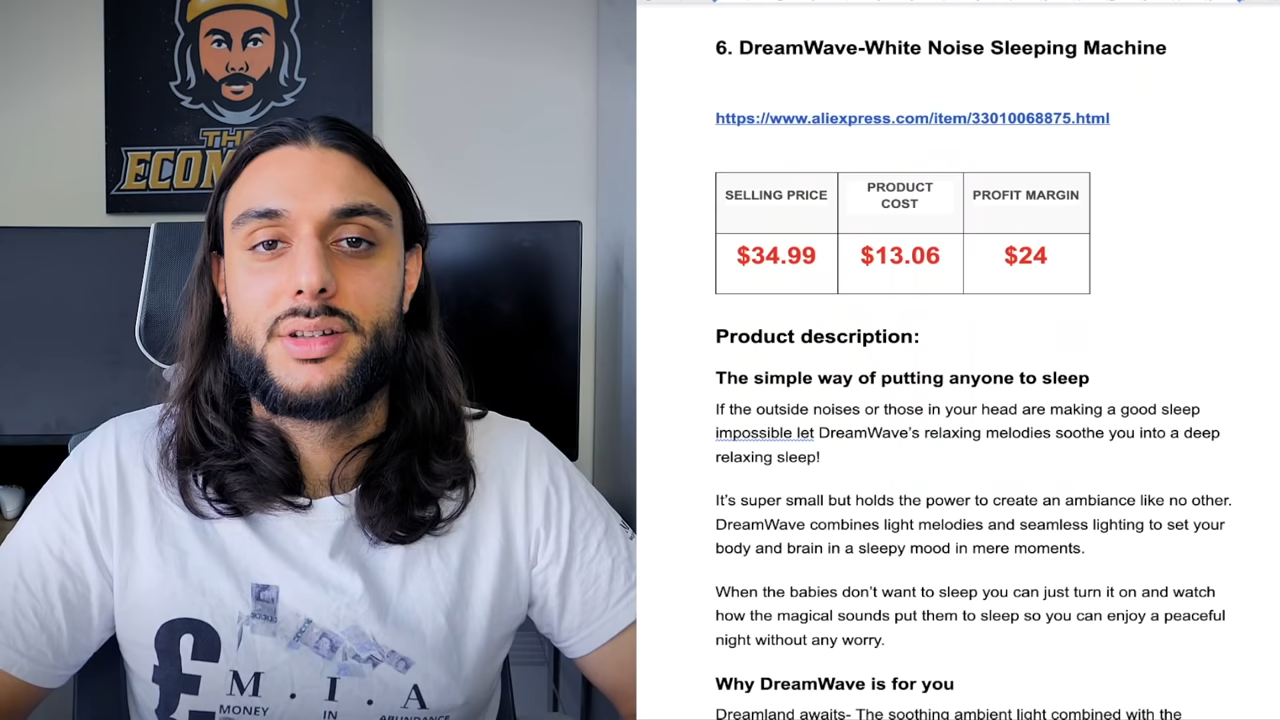 THE
ECOM
£
M.I.A
MONEY IN ABUNDANCE
6. DreamWave-White Noise Sleeping Machine
https://www.aliexpress.com/item/33010068875.html
SELLING PRICE
PRODUCT
COST
PROFIT MARGIN
$34.99
$13.06
$24
Product description:
The simple way of putting anyone to sleep
If the outside noises or those in your head are making a good sleep
impossible let DreamWave’s relaxing melodies soothe you into a deep
relaxing sleep!
It’s super small but holds the power to create an ambiance like no other.
DreamWave combines light melodies and seamless lighting to set your
body and brain in a sleepy mood in mere moments.
When the babies don’t want to sleep you can just turn it on and watch
how the magical sounds put them to sleep so you can enjoy a peaceful
night without any worry.
Why DreamWave is for you
Dreamland awaits- The soothing ambient light combined with the